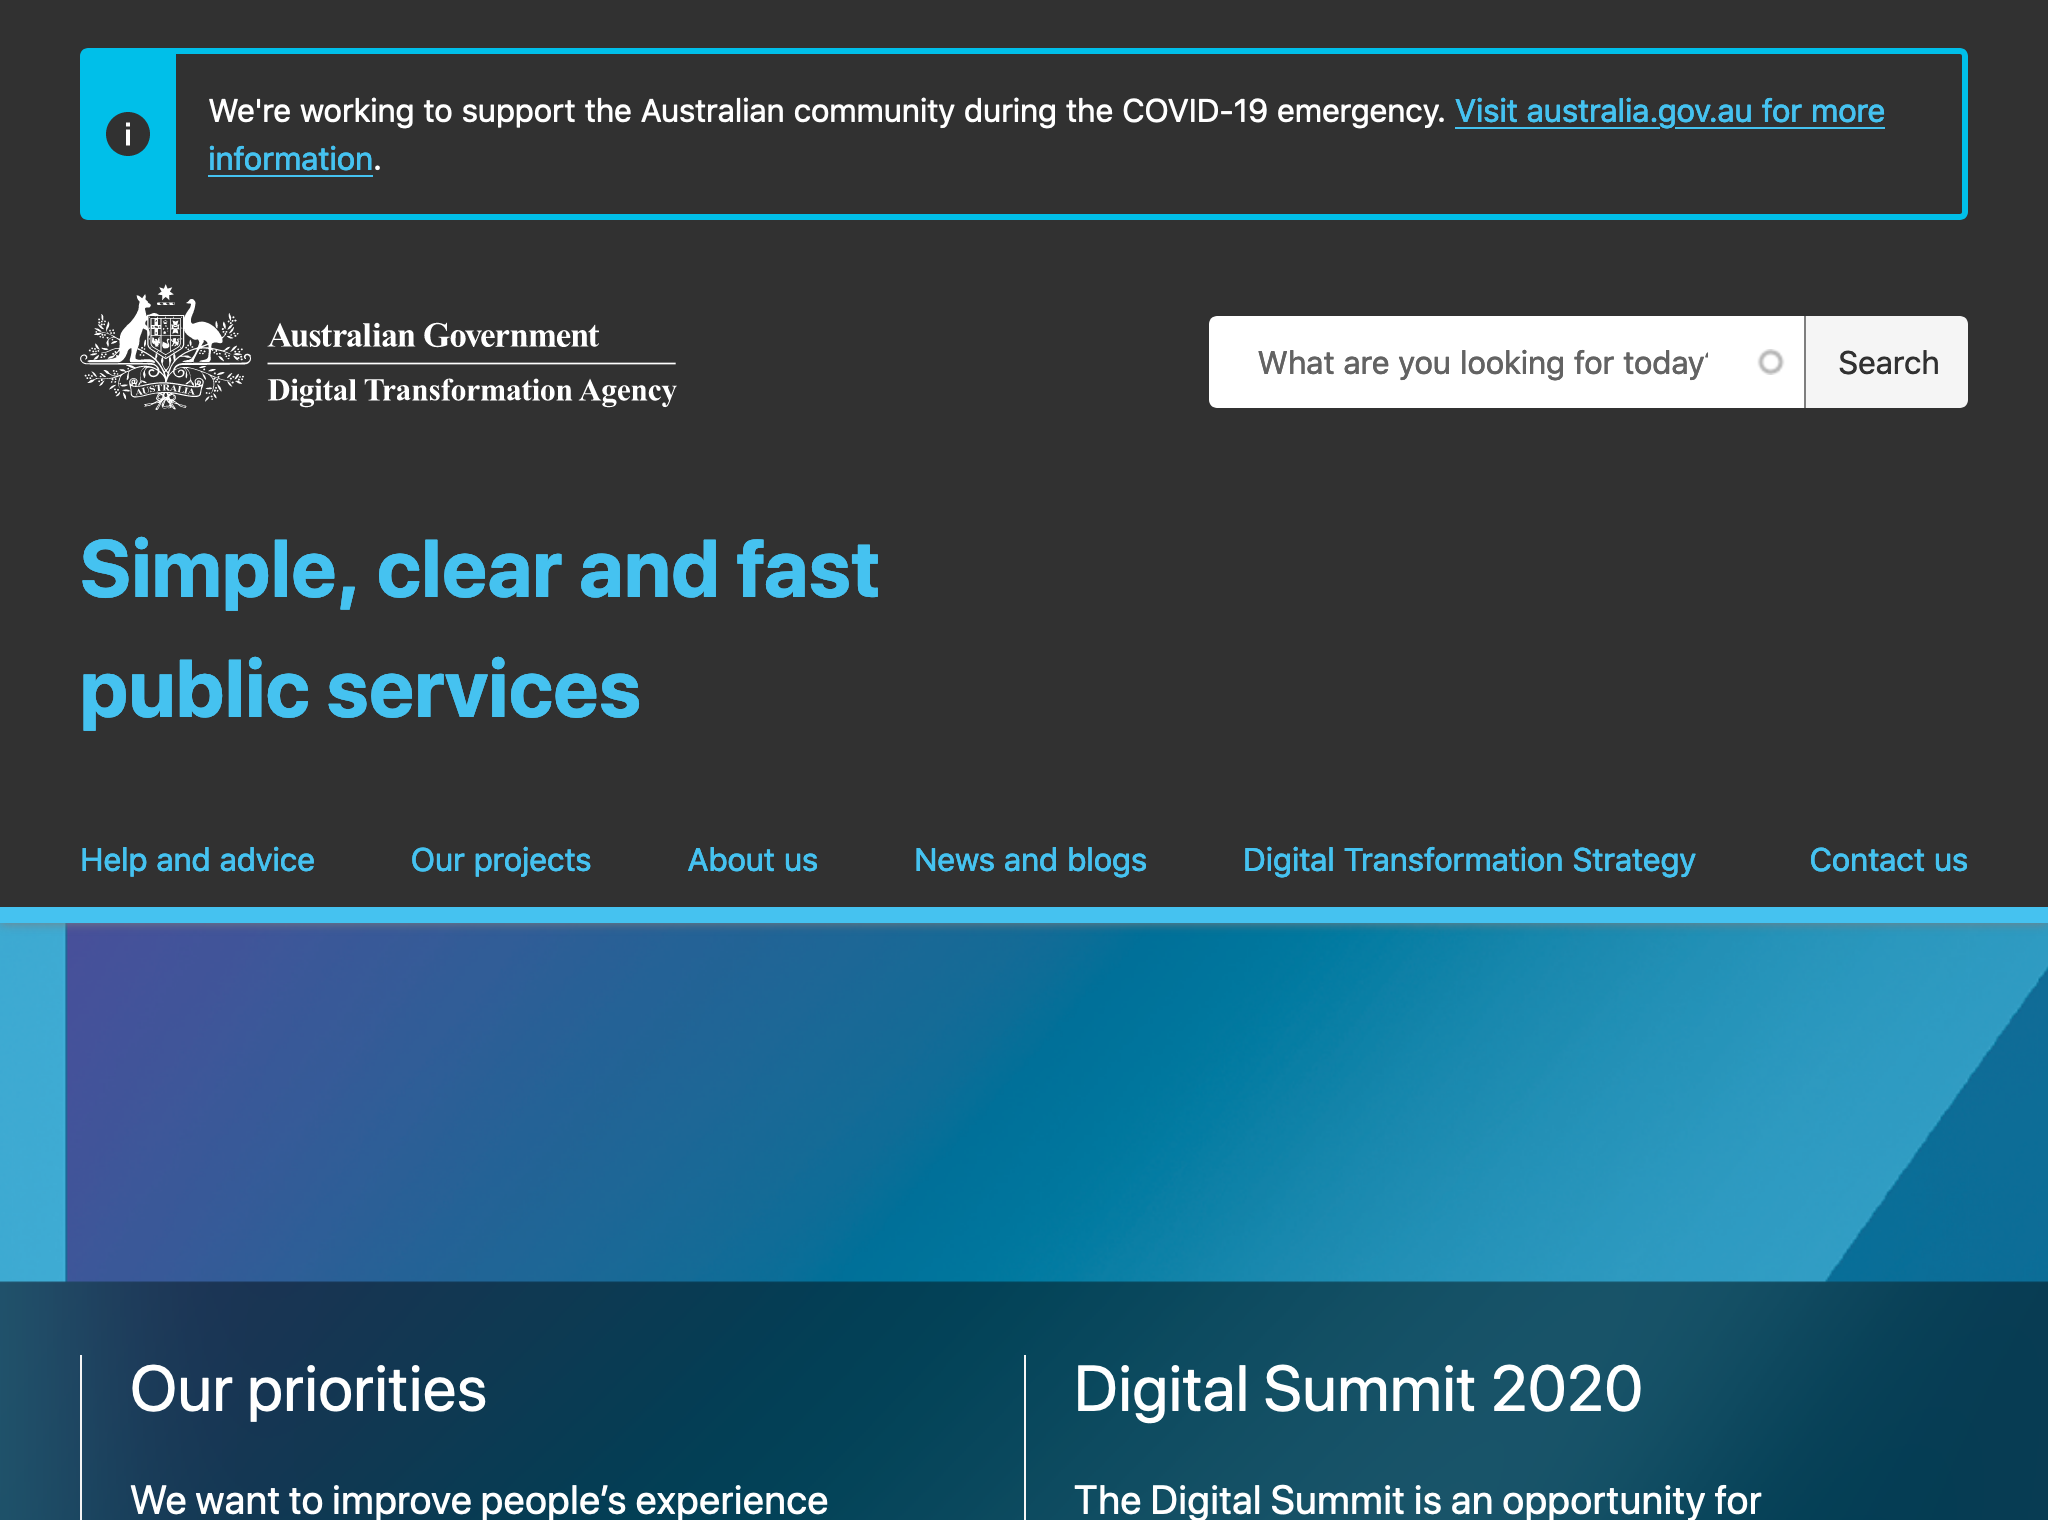 We're working to support the Australian community during the COVID-19 emergency. Visit australia.gov.au for more
information.
AUSTRALIA
Australian Government
Digital Transformation Agency
What are you looking for today
Search
Simple, clear and fast
public services
Help and advice
Our projects
About us
News and blogs
Digital Transformation Strategy
Contact us
Our priorities
Digital Summit 2020
We want to improve people’s experience
The Digital Summit is an opportunity for